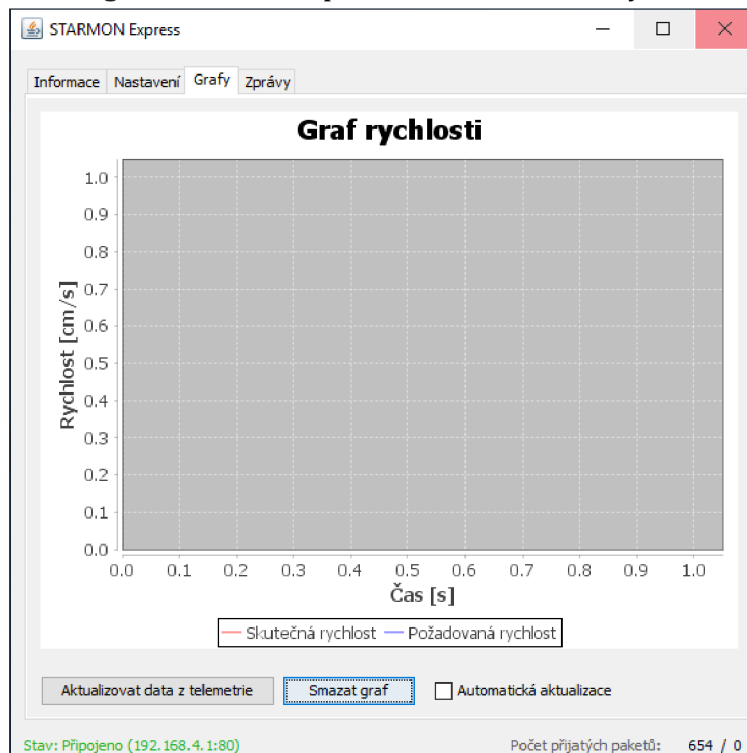 STARMON Express
Informace Nastavení Grafy Zprávy
Graf rychlosti
Rychlost [cm/s]
1.0
0.9
0.8
0.7
0.6
0.5
0.4
0.3
0.2
0.1
0.0
0.0 0.1 0.2 0.3 0.4 0.5 0.6 0.7 0.8 0.9 1.0
Čas [s]
Skutečná rychlost Požadovaná rychlost
Aktualizovat data z telemetrie Smazat graf Automatická aktualizace
Stav: Připojeno (192.168.4.1:80) Počet přijatých paketů: 654 / 0